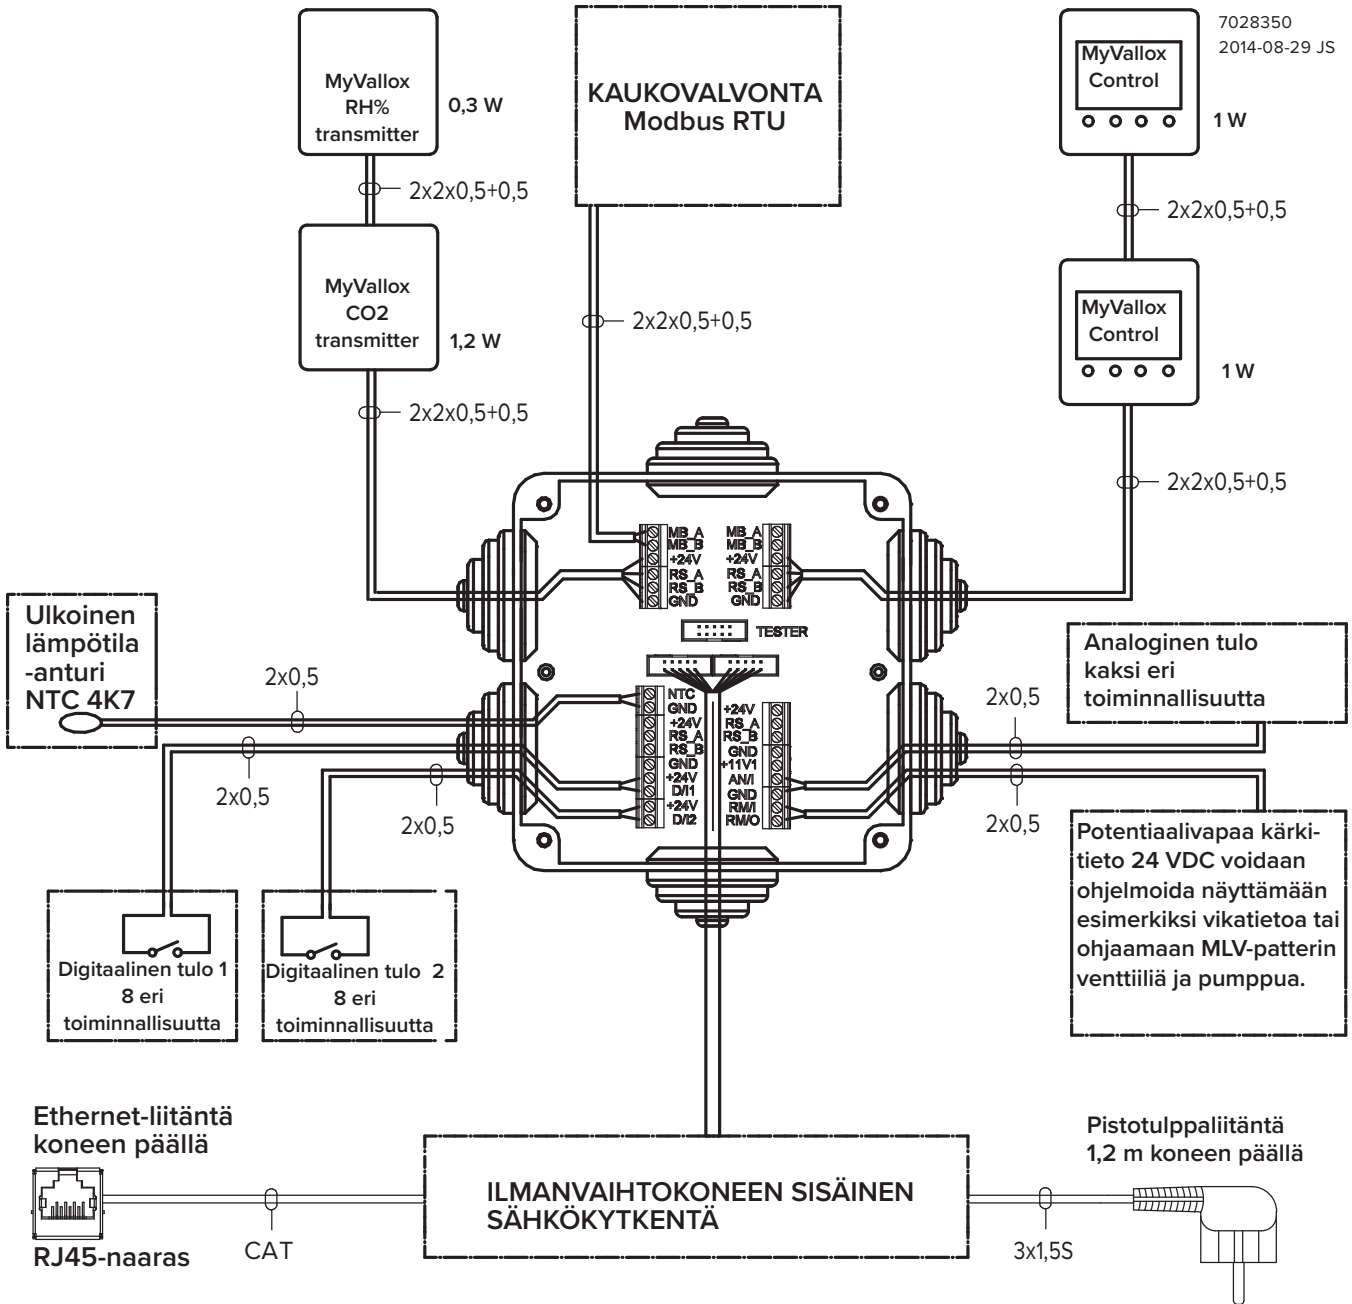 7028350
2014-08-29 JS
MyVallox
RH%
transmitter
0,3 W
KAUKOVALVONTA
Modbus RTU
MyVallox
Control
1 W
2x2x0,5+0,5
2x2x0,5+0,5
MyVallox
CO2
transmitter
1,2 W
2x2x0,5+0,5
MyVallox
Control
1 W
2x2x0,5+0,5
2x2x0,5+0,5
MB_A
MB_B
+24V
RS_A
RS_B
GND
MB_A
MB_B
+24V
RS_A
RS_B
GND
TESTER
Ulkoinen
lämpötila
-anturi
NTC 4K7
2x0,5
2x0,5
2x0,5
NTC
GND
+24V
RS_A
RS_B
GND
+24V
D/I1
+24V
D/I2
+24V
RS_A
RS_B
GND
+11V1
AN/I
GND
RM/I
RM/O
2x0,5
2x0,5
Analoginen tulo
kaksi eri
toiminnallisuutta
Potentiaalivapaa kärki-
tieto 24 VDC voidaan
ohjelmoida näyttämään
esimerkiksi vikatietoa tai
ohjaamaan MLV-patterin
venttiiliä ja pumppua.
Digitaalinen tulo 1
8 eri
toiminnallisuutta
Digitaalinen tulo 2
8 eri
toiminnallisuutta
Ethernet-liitäntä
koneen päällä
RJ45-naaras
CAT
ILMANVAIHTOKONEEN SISÄINEN
SÄHKÖKYTKENTÄ
3x1,5S
Pistotulppaliitäntä
1,2 m koneen päällä